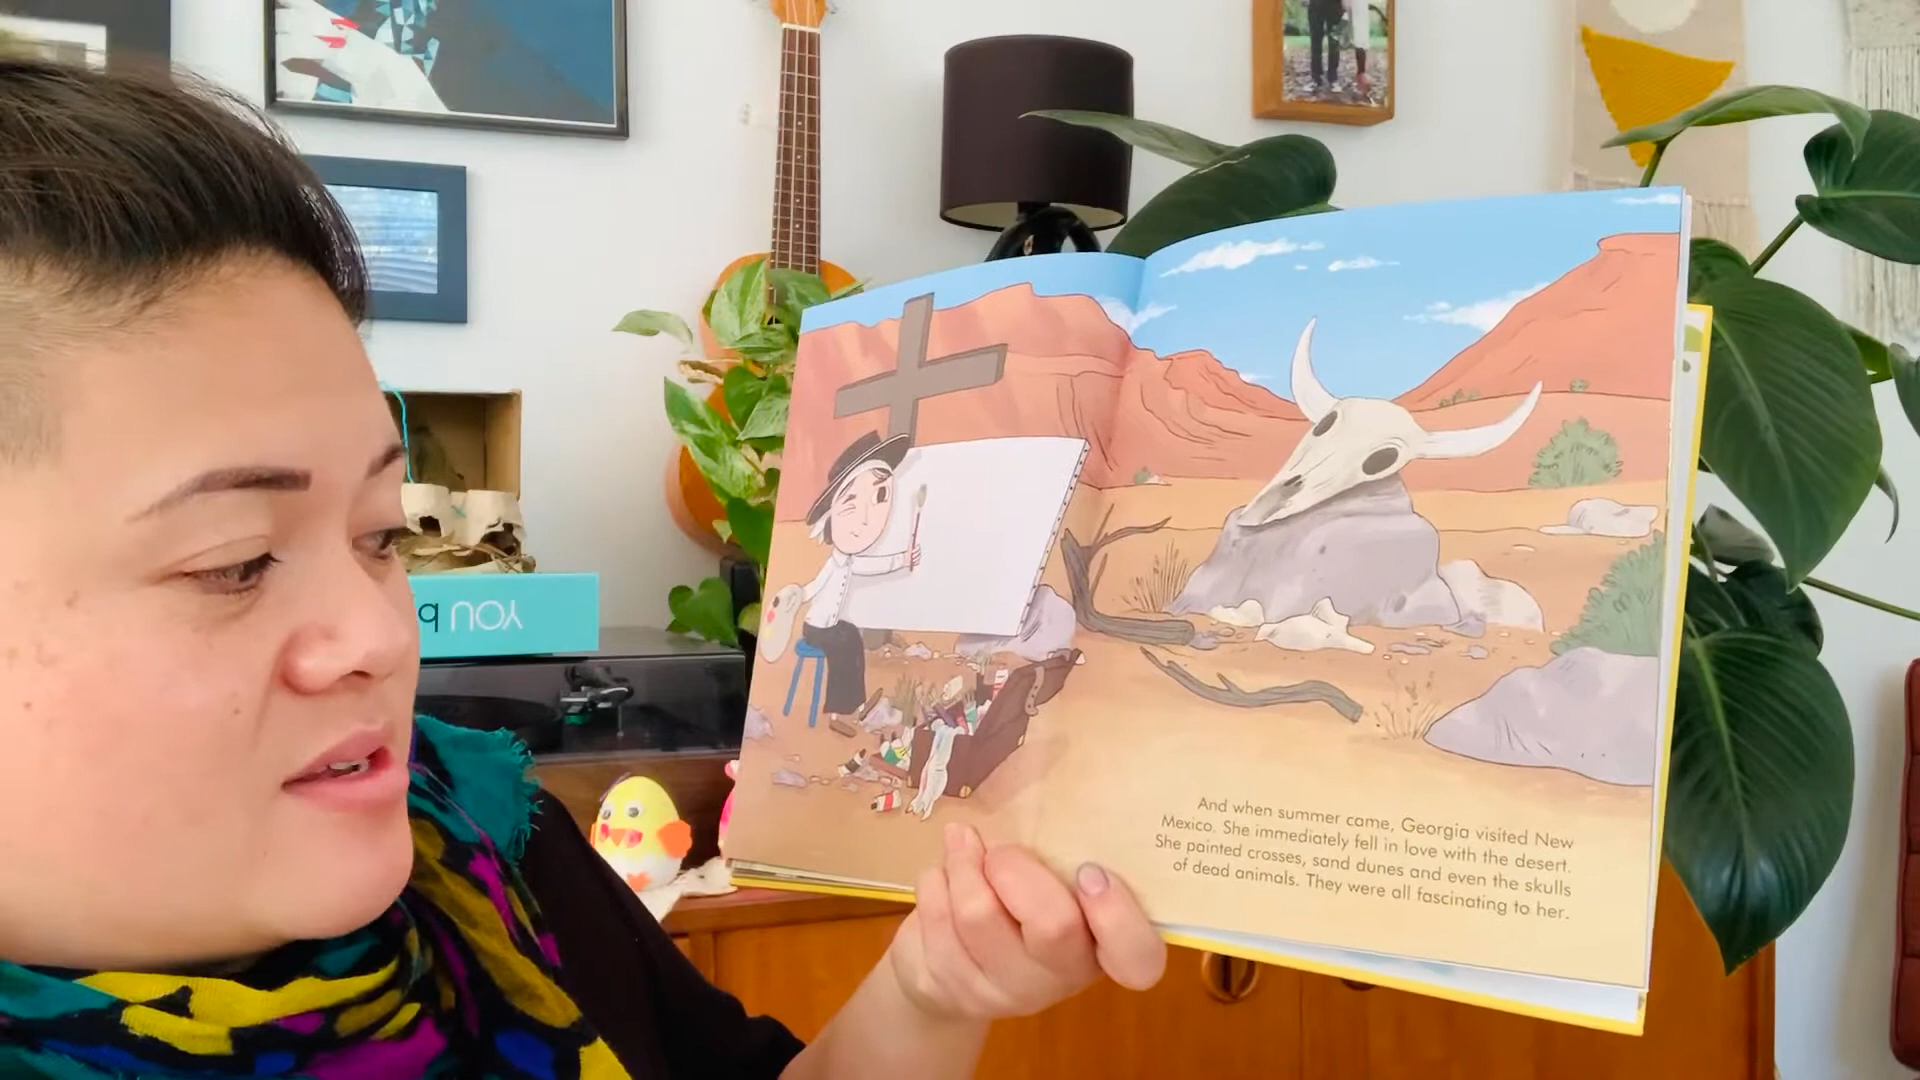 YOU b
And when summer came, Georgia visited New
Mexico. She immediately fell in love with the desert.
She painted crosses, sand dunes and even the skulls
of dead animals. They were all fascinating to her.